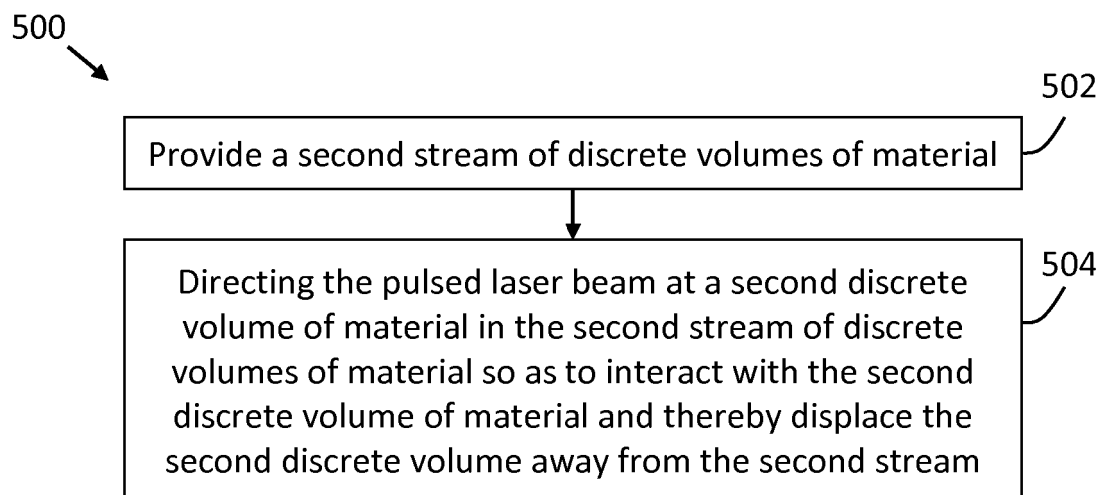 500
502
Provide a second stream of discrete volumes of material
504
Directing the pulsed laser beam at a second discrete
volume of material in the second stream of discrete
volumes of material so as to interact with the second
discrete volume of material and thereby displace the
second discrete volume away from the second stream